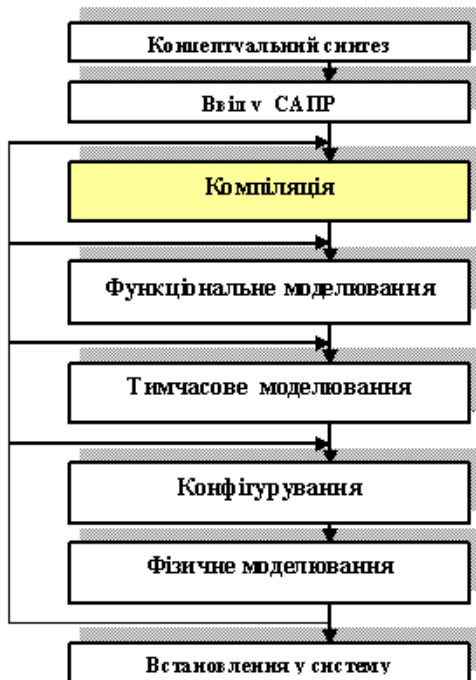 Концептуальний синтез
Ввід у САПР
Компіляція
Функціональне моделювання
Тимчасове моделювання
Конфігурування
Фізичне моделювання
Встановлення у систему